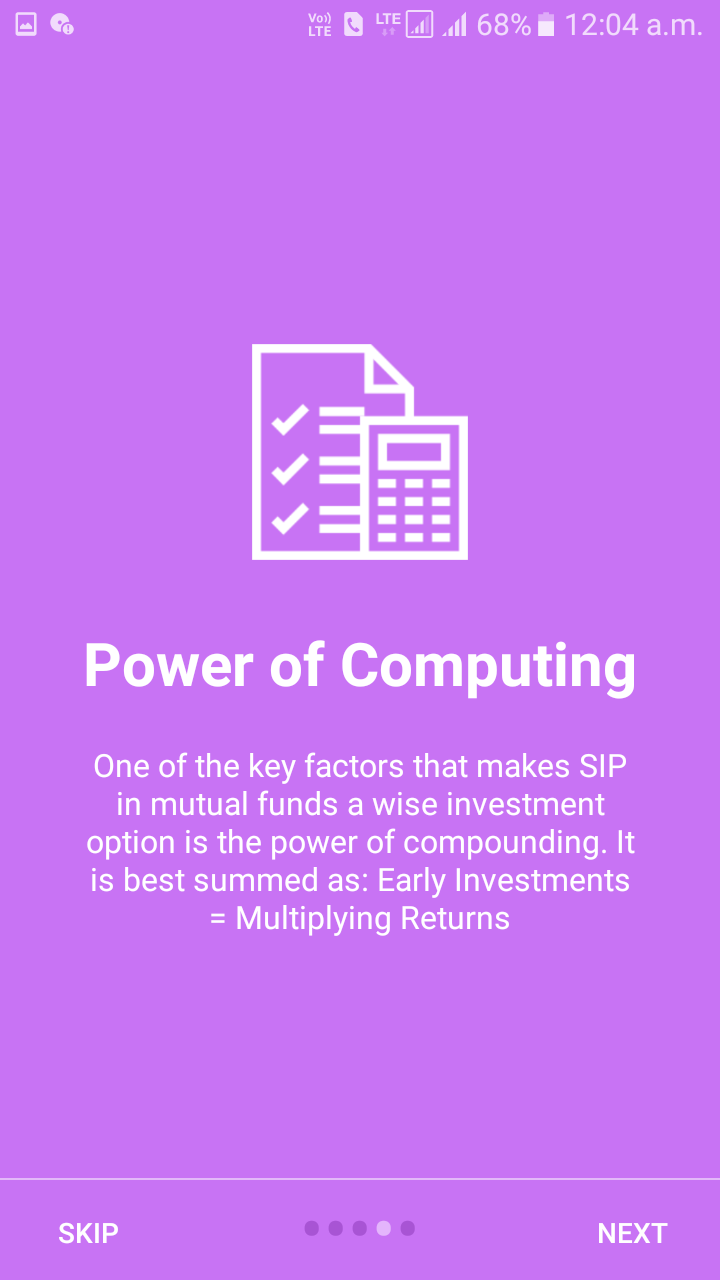 Vo)) LTE LTE 68% 12:04 a.m.
Power of Computing
One of the key factors that makes SIP
in mutual funds a wise investment
option is the power of compounding. It
is best summed as: Early Investments
= Multiplying Returns
SKIP NEXT